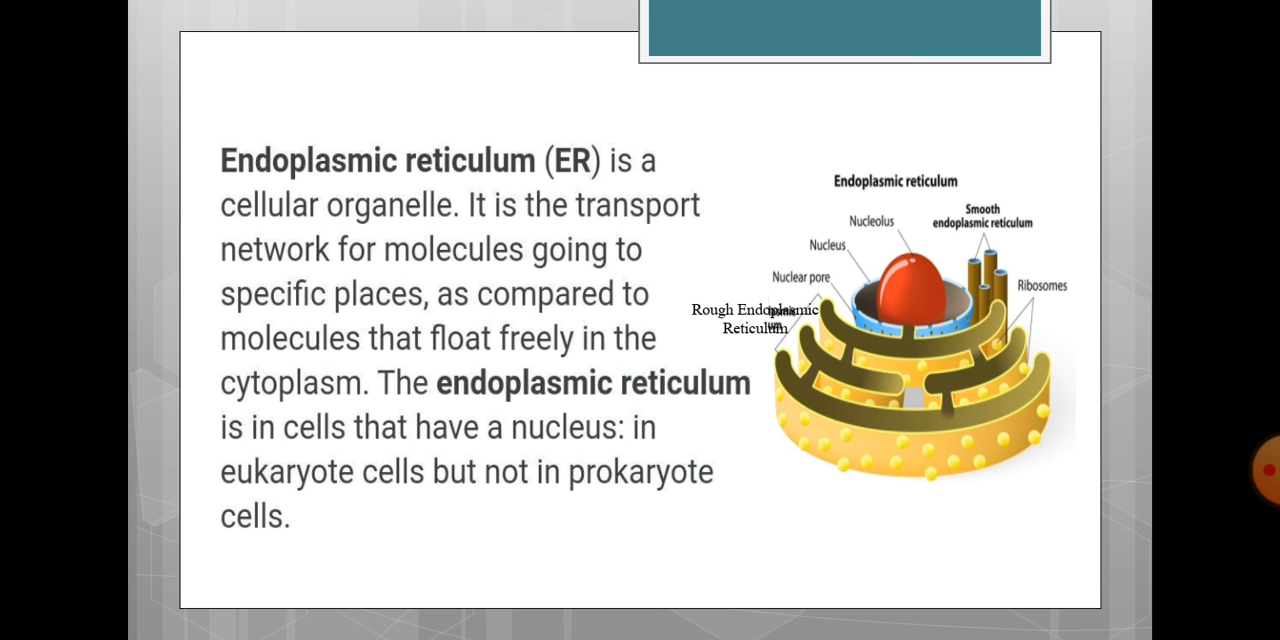 Endoplasmic reticulum (ER) is a
cellular organelle. It is the transport
network for molecules going to
specific places, as compared to
molecules that float freely in the
cytoplasm. The endoplasmic reticulum
is in cells that have a nucleus: in
eukaryote cells but not in prokaryote
cells.
Endoplasmic reticulum
Smooth
endoplasmic reticulum
Nucleolus
Nucleus
Nuclear pore
Ribosomes
Rough Endoplasmic
Reticulum